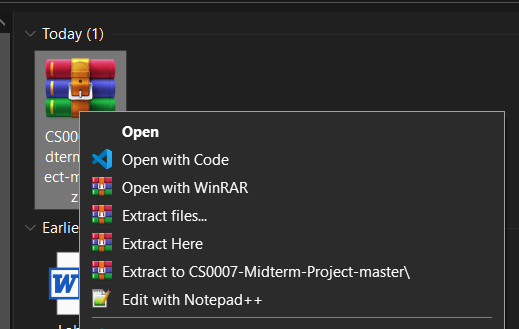 Today (1)
CS00
dterm
ect-m
z
Earlie
W
Open
Open with Code
Open with WinRAR
Extract files...
Extract Here
Extract to CS0007-Midterm-Project-master\
Edit with Notepad++